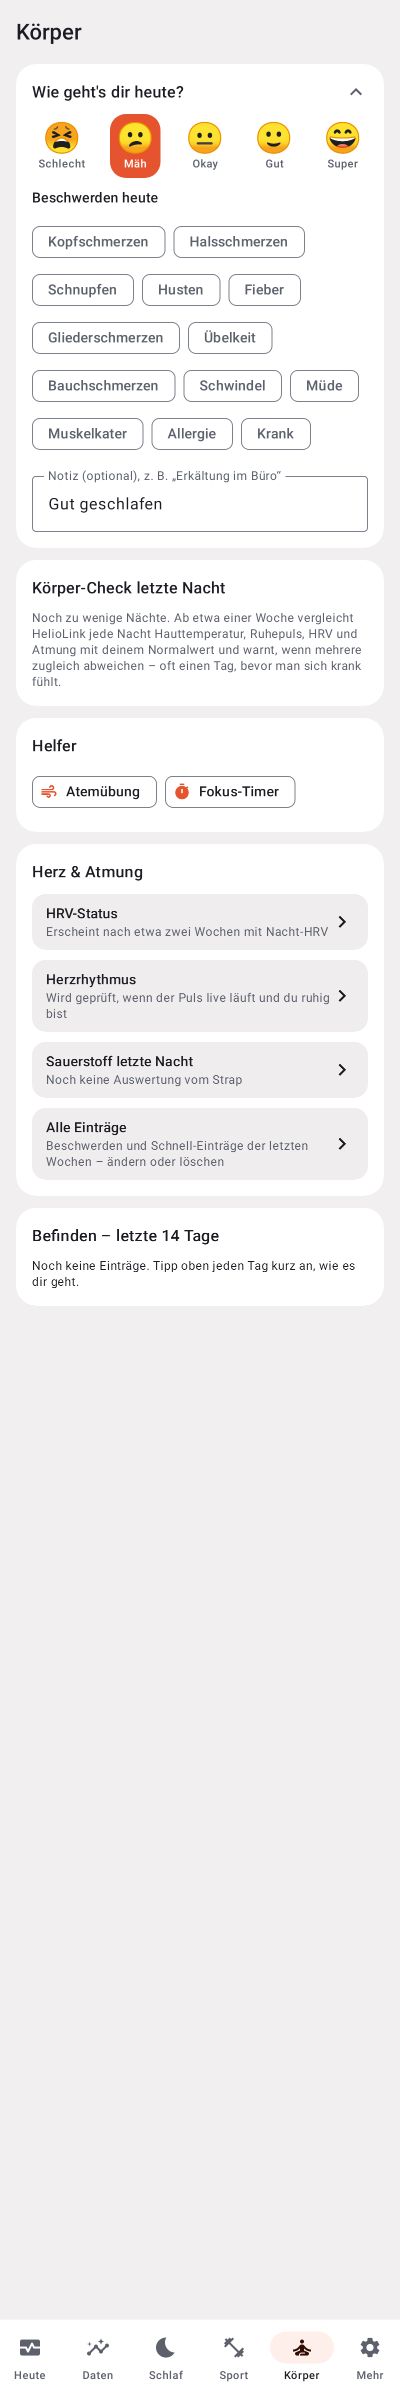 Körper
Wie geht's dir heute?
Schlecht
Mäh
Okay
Gut
Super
Beschwerden heute
Kopfschmerzen
Halsschmerzen
Schnupfen
Husten
Fieber
Gliederschmerzen
Übelkeit
Bauchschmerzen
Schwindel
Müde
Muskelkater
Allergie
Krank
Notiz (optional), z. B. „Erkältung im Büro“
Gut geschlafen
Körper-Check letzte Nacht
Noch zu wenige Nächte. Ab etwa einer Woche vergleicht
HelioLink jede Nacht Hauttemperatur, Ruhepuls, HRV und
Atmung mit deinem Normalwert und warnt, wenn mehrere
zugleich abweichen – oft einen Tag, bevor man sich krank
fühlt.
Helfer
Atemübung
Fokus-Timer
Herz & Atmung
HRV-Status
Erscheint nach etwa zwei Wochen mit Nacht-HRV
Herzrhythmus
Wird geprüft, wenn der Puls live läuft und du ruhig
bist
Sauerstoff letzte Nacht
Noch keine Auswertung vom Strap
Alle Einträge
Beschwerden und Schnell-Einträge der letzten
Wochen – ändern oder löschen
Befinden – letzte 14 Tage
Noch keine Einträge. Tipp oben jeden Tag kurz an, wie es
dir geht.
Heute
Daten
Schlaf
Sport
Körper
Mehr